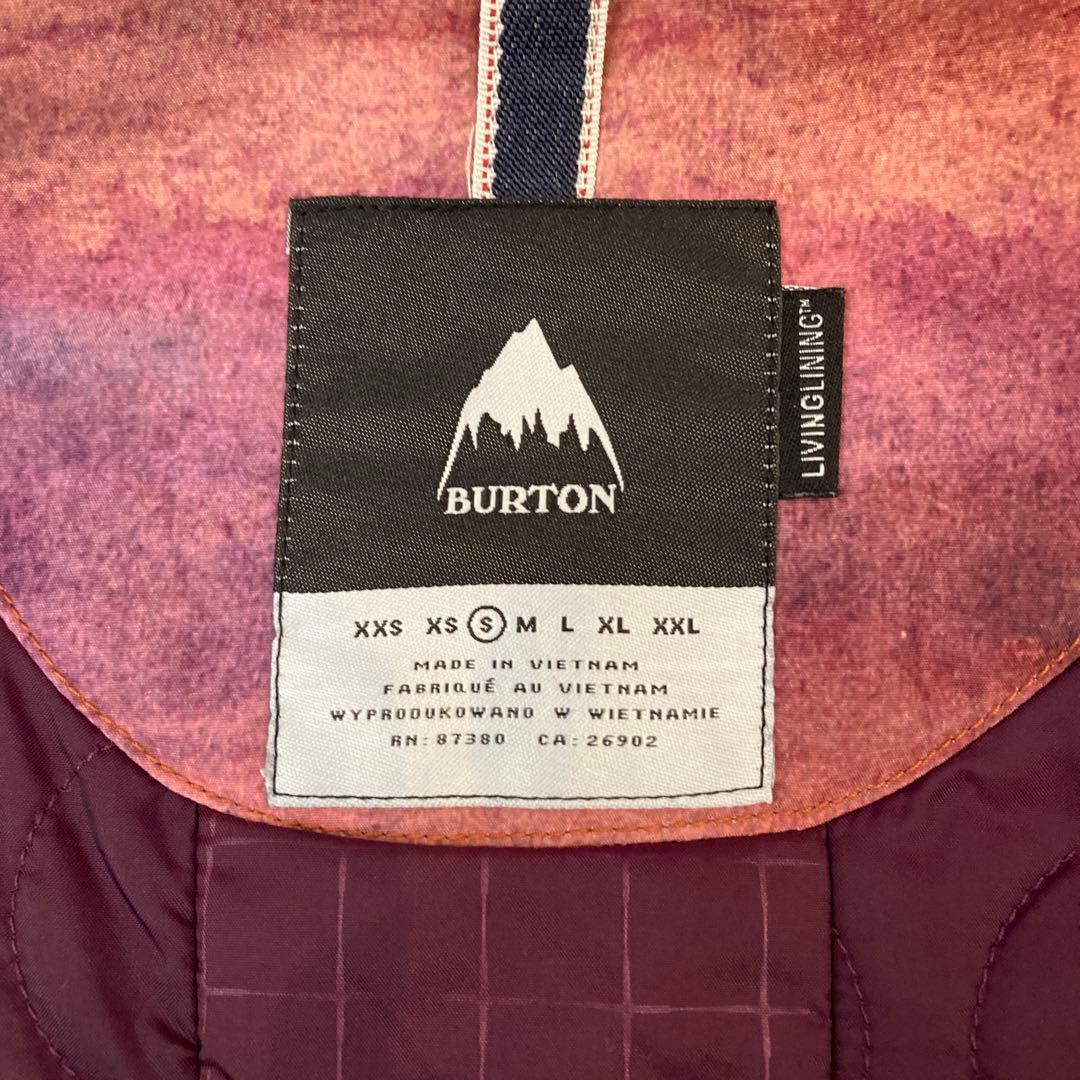 BURTON
LIVINGLINING™
XXS XS S M L XL XXL
MADE IN VIETNAM
FABRIQUÉ AU VIETNAM
WYPRODUKOWANO W WIETNAMIE
RN: 87380 CA: 26902